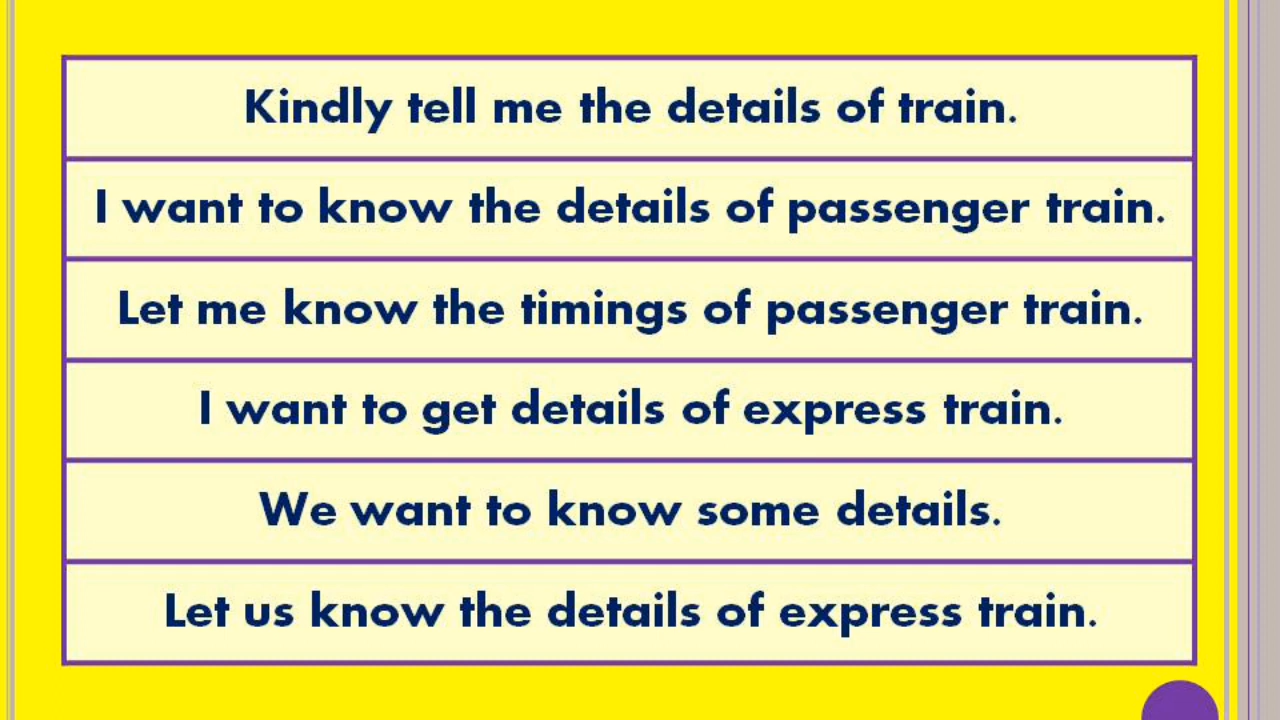 Kindly tell me the details of train.
I want to know the details of passenger train.
Let me know the timings of passenger train.
I want to get details of express train.
We want to know some details.
Let us know the details of express train.